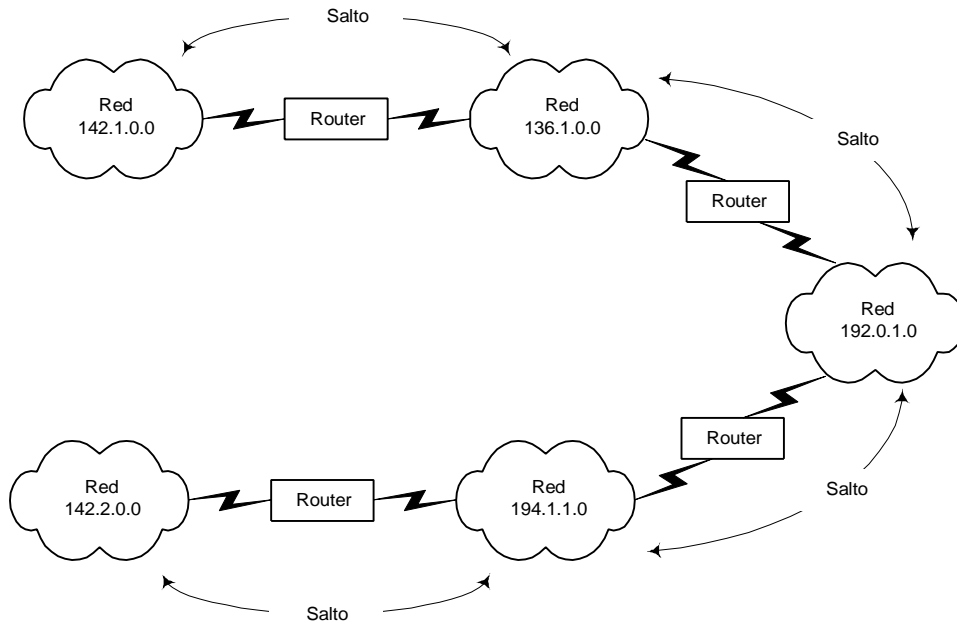 Salto
Red
142.1.0.0
Router
Red
136.1.0.0
Salto
Router
Red
192.0.1.0
Router
Salto
Red
142.2.0.0
Router
Red
194.1.1.0
Salto